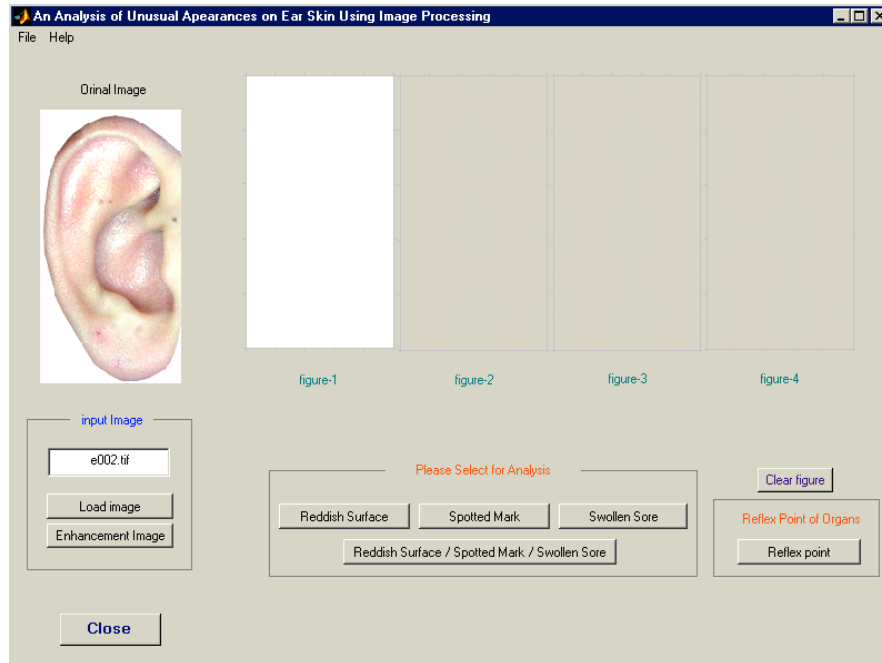 An Analysis of Unusual Apearances on Ear Skin Using Image Processing
File Help
Orinal Image
figure-1 figure-2 figure-3 figure-4
input Image
e002.tif
Load image
Enhancement Image
Please Select for Analysis
Reddish Surface Spotted Mark Swollen Sore
Reddish Surface / Spotted Mark / Swollen Sore
Clear figure
Reflex Point of Organs
Reflex point
Close